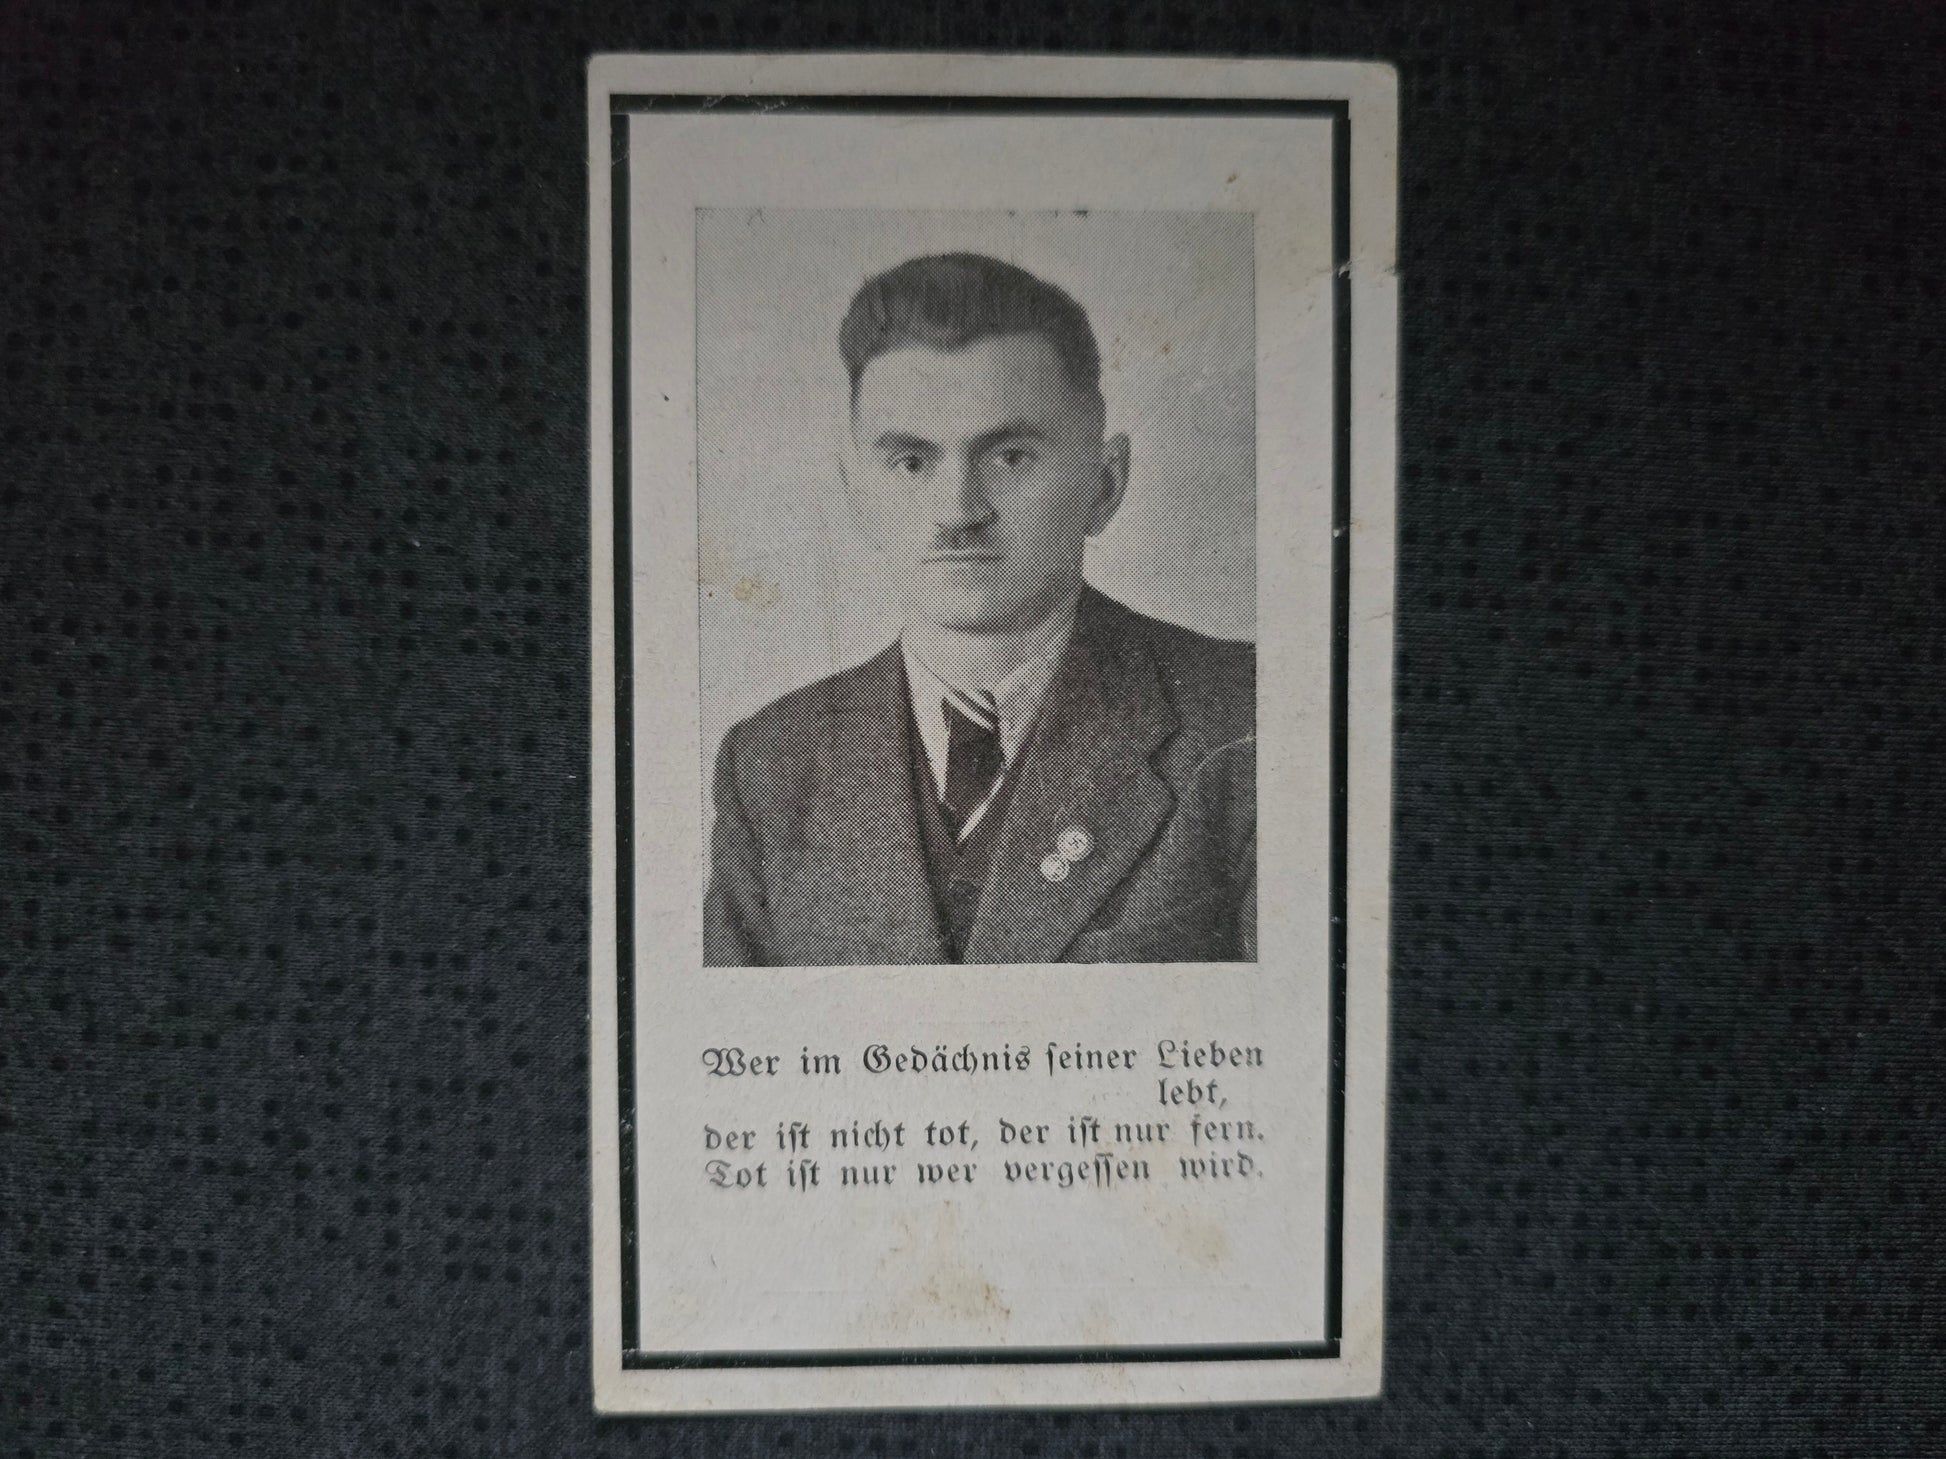 Wer im Gedächnis seiner Lieben
lebt,
der ist nicht tot, der ist nur fern.
Tot ist nur wer vergessen wird.